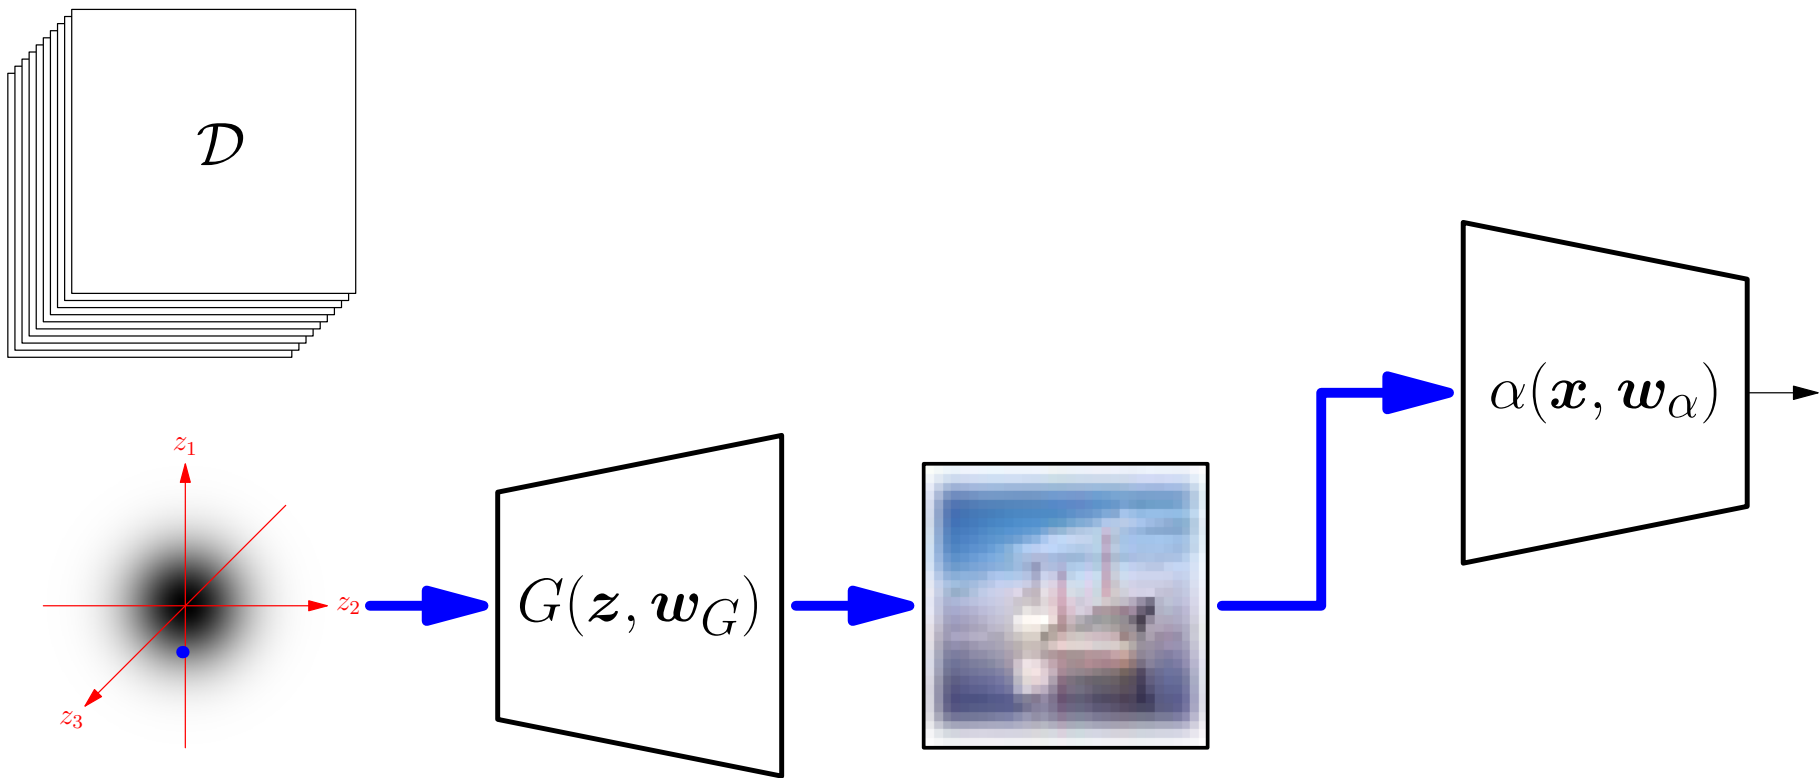 𝒟
z₁
z₂
z₃
G(𝒛, 𝒘_G)
α(𝒙, 𝒘_α)